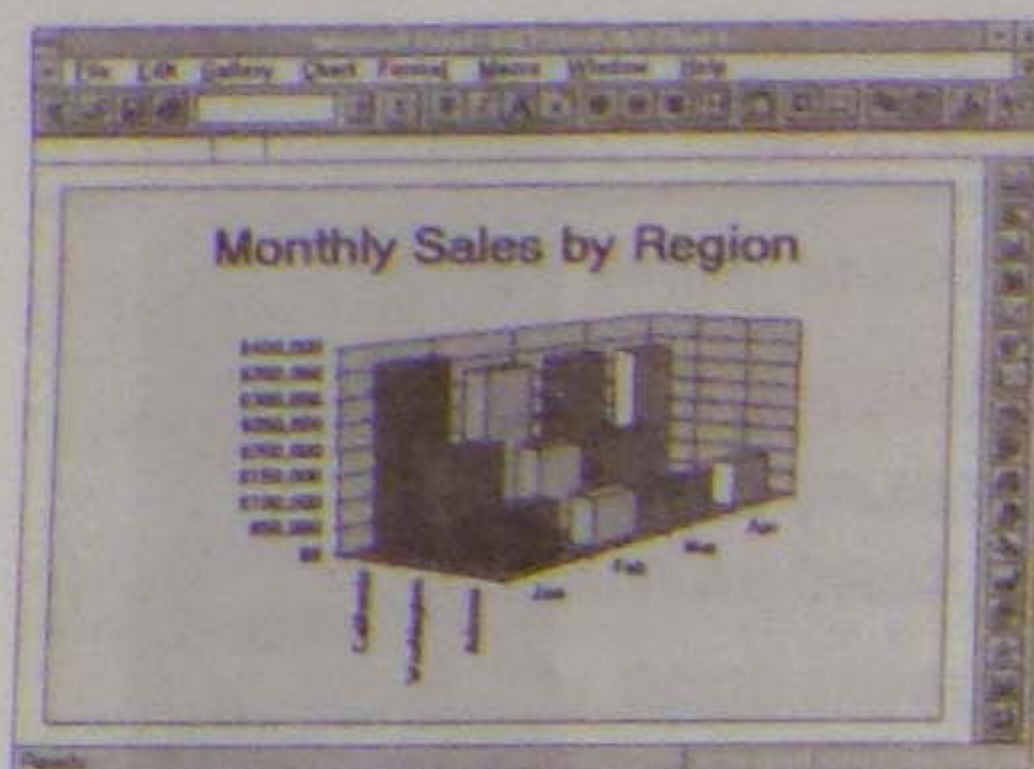 File Edit Gallery Chart Format Macro Window Help
Monthly Sales by Region
$400,000
$350,000
$300,000
$250,000
$200,000
$150,000
$100,000
$50,000
$0
Jan
Feb
Mar
Apr
California
Washington
Ready